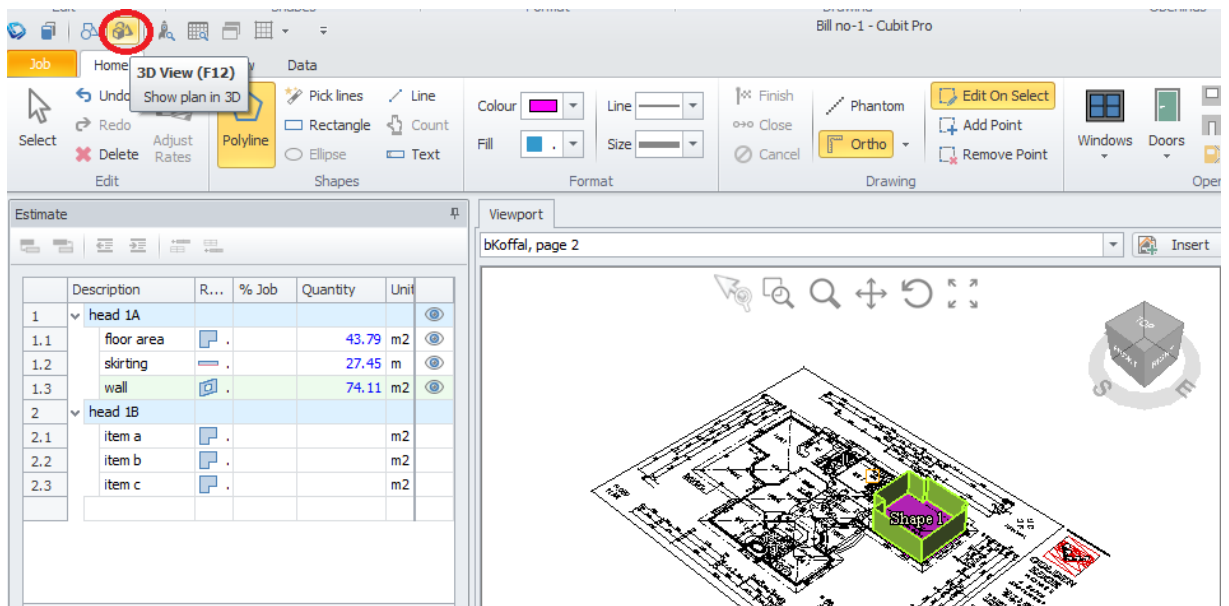 Bill no-1 - Cubit Pro
Job
Home
Data
3D View (F12)
Show plan in 3D
Select
Undo
Redo
Delete
Adjust
Rates
Edit
Polyline
Pick lines
Rectangle
Ellipse
Line
Count
Text
Shapes
Colour
Fill
Line
Size
Format
Finish
Close
Cancel
Phantom
Ortho
Edit On Select
Add Point
Remove Point
Drawing
Windows
Doors
Estimate
Viewport
bKoffal, page 2
Insert
Description R... % Job Quantity Unit
1 head 1A
1.1 floor area . 43.79 m2
1.2 skirting . 27.45 m
1.3 wall . 74.11 m2
2 head 1B
2.1 item a . m2
2.2 item b . m2
2.3 item c . m2
TOP
S
E
Shape 1
GOLDEN